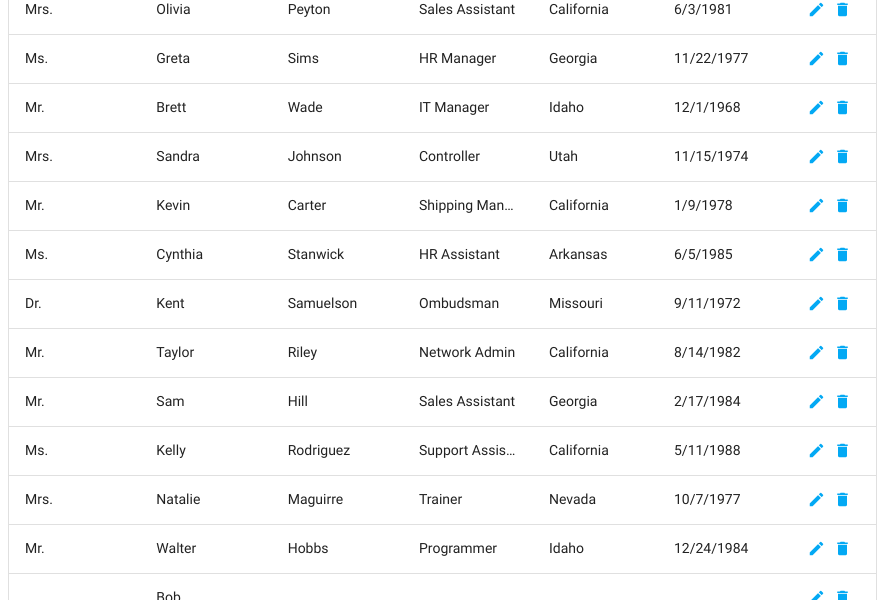 Mrs. Olivia Peyton Sales Assistant California 6/3/1981
Ms. Greta Sims HR Manager Georgia 11/22/1977
Mr. Brett Wade IT Manager Idaho 12/1/1968
Mrs. Sandra Johnson Controller Utah 11/15/1974
Mr. Kevin Carter Shipping Man... California 1/9/1978
Ms. Cynthia Stanwick HR Assistant Arkansas 6/5/1985
Dr. Kent Samuelson Ombudsman Missouri 9/11/1972
Mr. Taylor Riley Network Admin California 8/14/1982
Mr. Sam Hill Sales Assistant Georgia 2/17/1984
Ms. Kelly Rodriguez Support Assis... California 5/11/1988
Mrs. Natalie Maguirre Trainer Nevada 10/7/1977
Mr. Walter Hobbs Programmer Idaho 12/24/1984
Bob